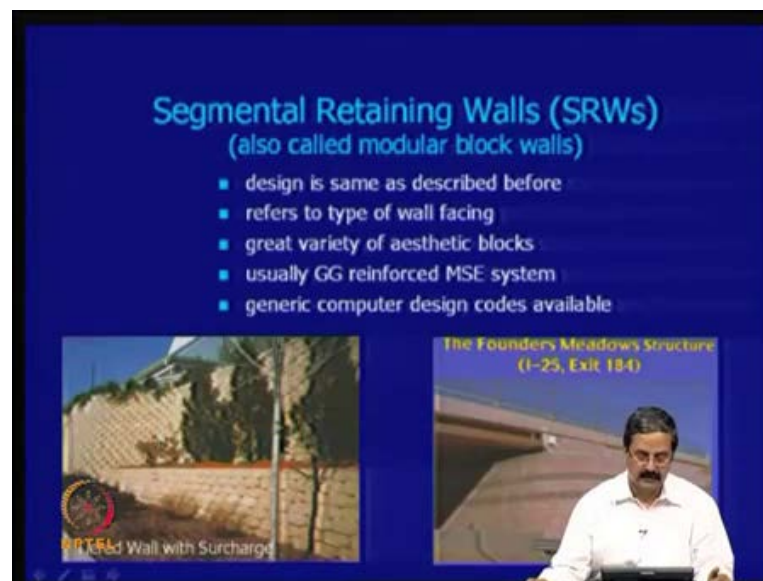 Segmental Retaining Walls (SRWs)
(also called modular block walls)
design is same as described before
refers to type of wall facing
great variety of aesthetic blocks
usually GG reinforced MSE system
generic computer design codes available
The Founders Meadows Structure
(I-25, Exit 184)
NPTEL
Tiered Wall with Surcharge